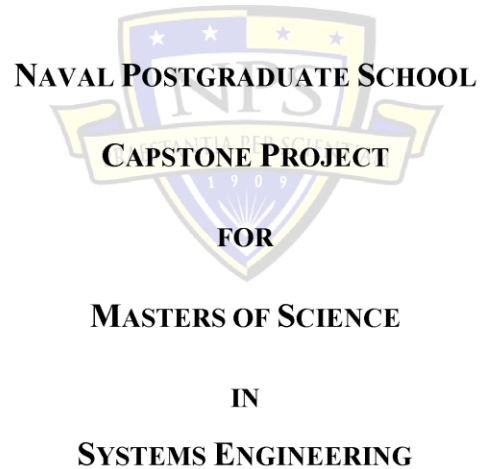 NPS
NAVAL POSTGRADUATE SCHOOL
CAPSTONE PROJECT
1909
FOR
MASTERS OF SCIENCE
IN
SYSTEMS ENGINEERING